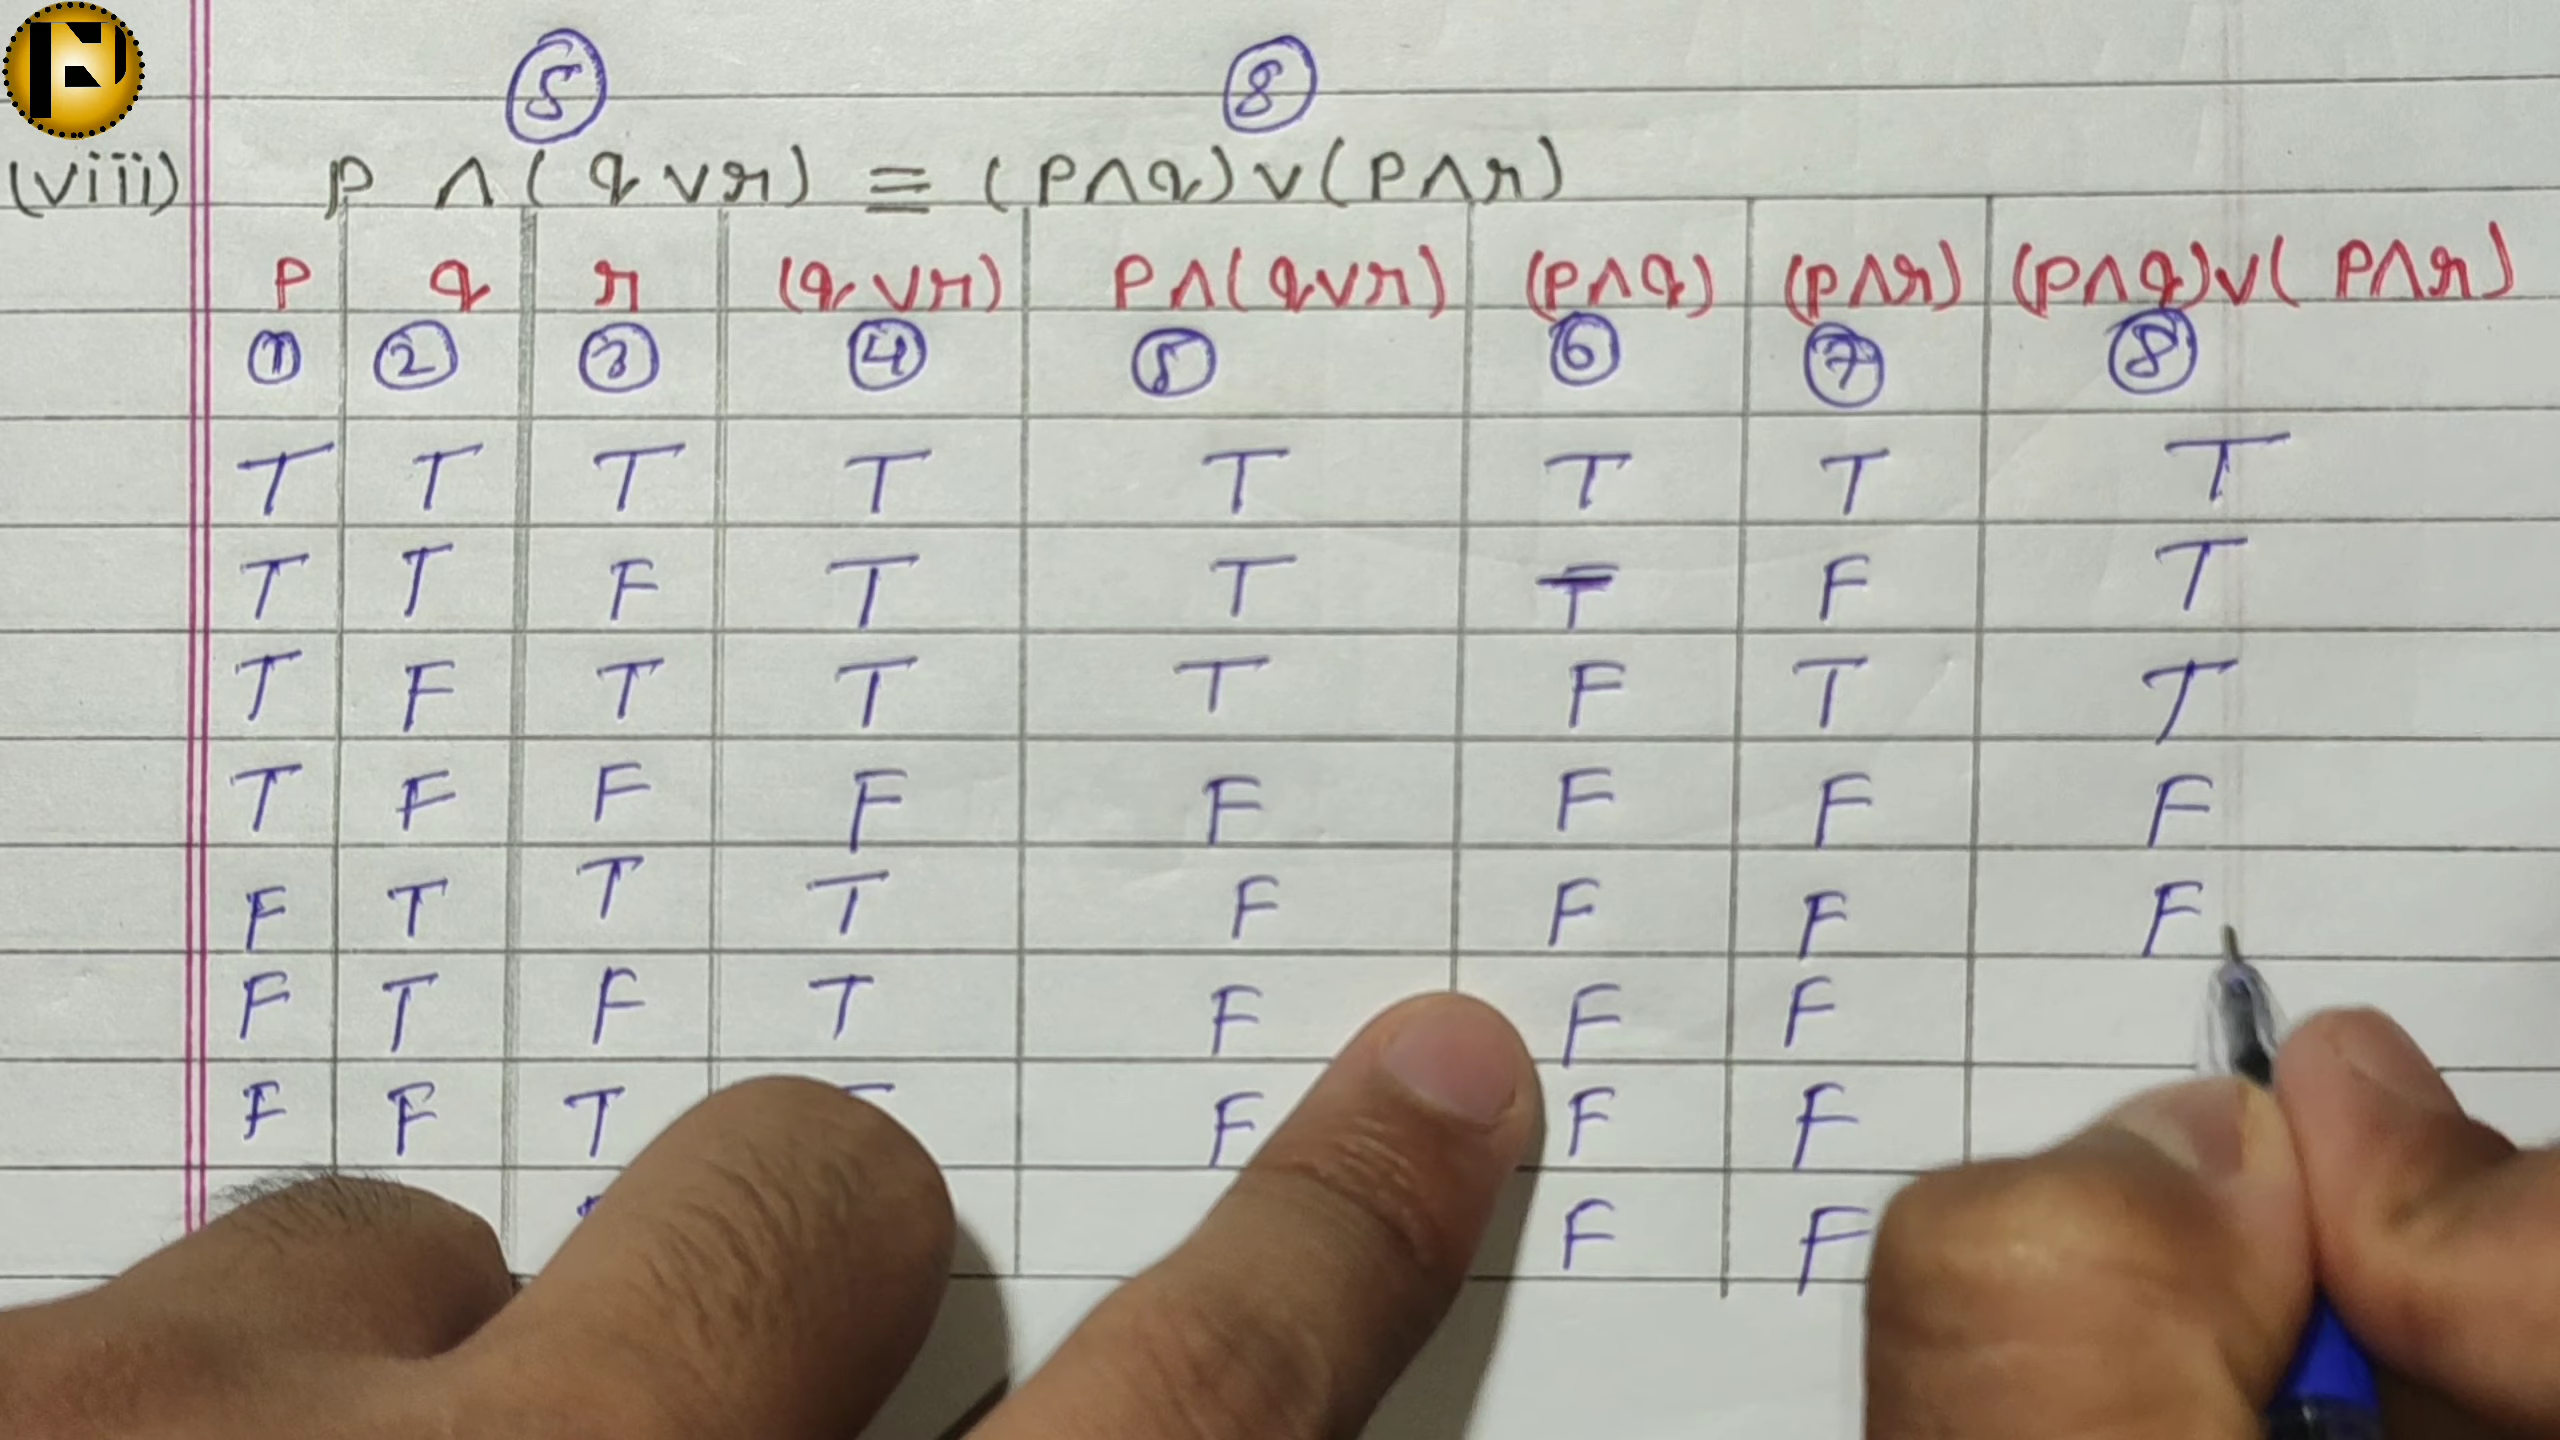 ⑤ ⑧
(viii) p ∧ ( q ∨ r ) ≡ ( p ∧ q ) ∨ ( p ∧ r )
p q r (q ∨ r) p ∧ (q ∨ r) (p ∧ q) (p ∧ r) (p ∧ q) ∨ ( p ∧ r)
① ② ③ ④ ⑤ ⑥ ⑦ ⑧
T T T T T T T T
T T F T T T F T
T F T T T F T T
T F F F F F F F
F T T T F F F F
F T F T F F F
F F T F F F
F F